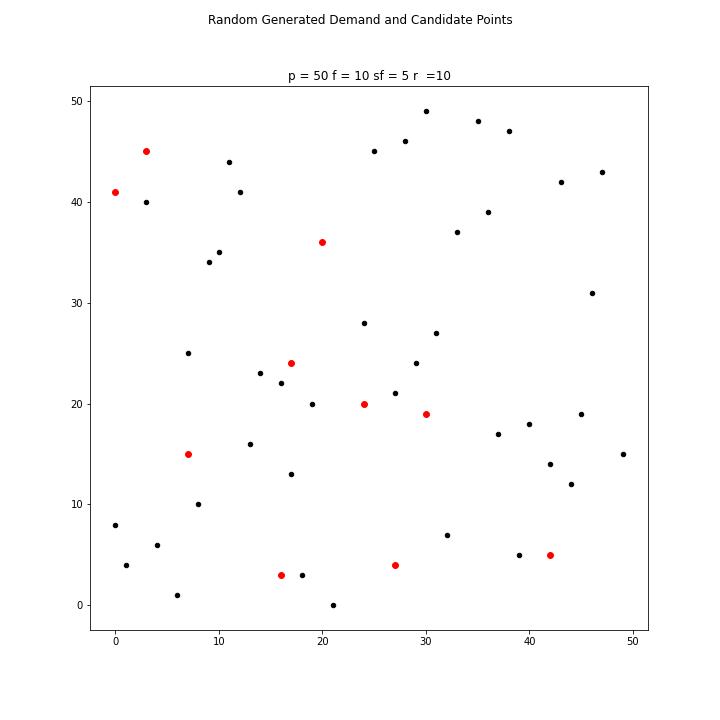 Random Generated Demand and Candidate Points
p = 50 f = 10 sf = 5 r  =10
50
40
30
20
10
0
0 10 20 30 40 50